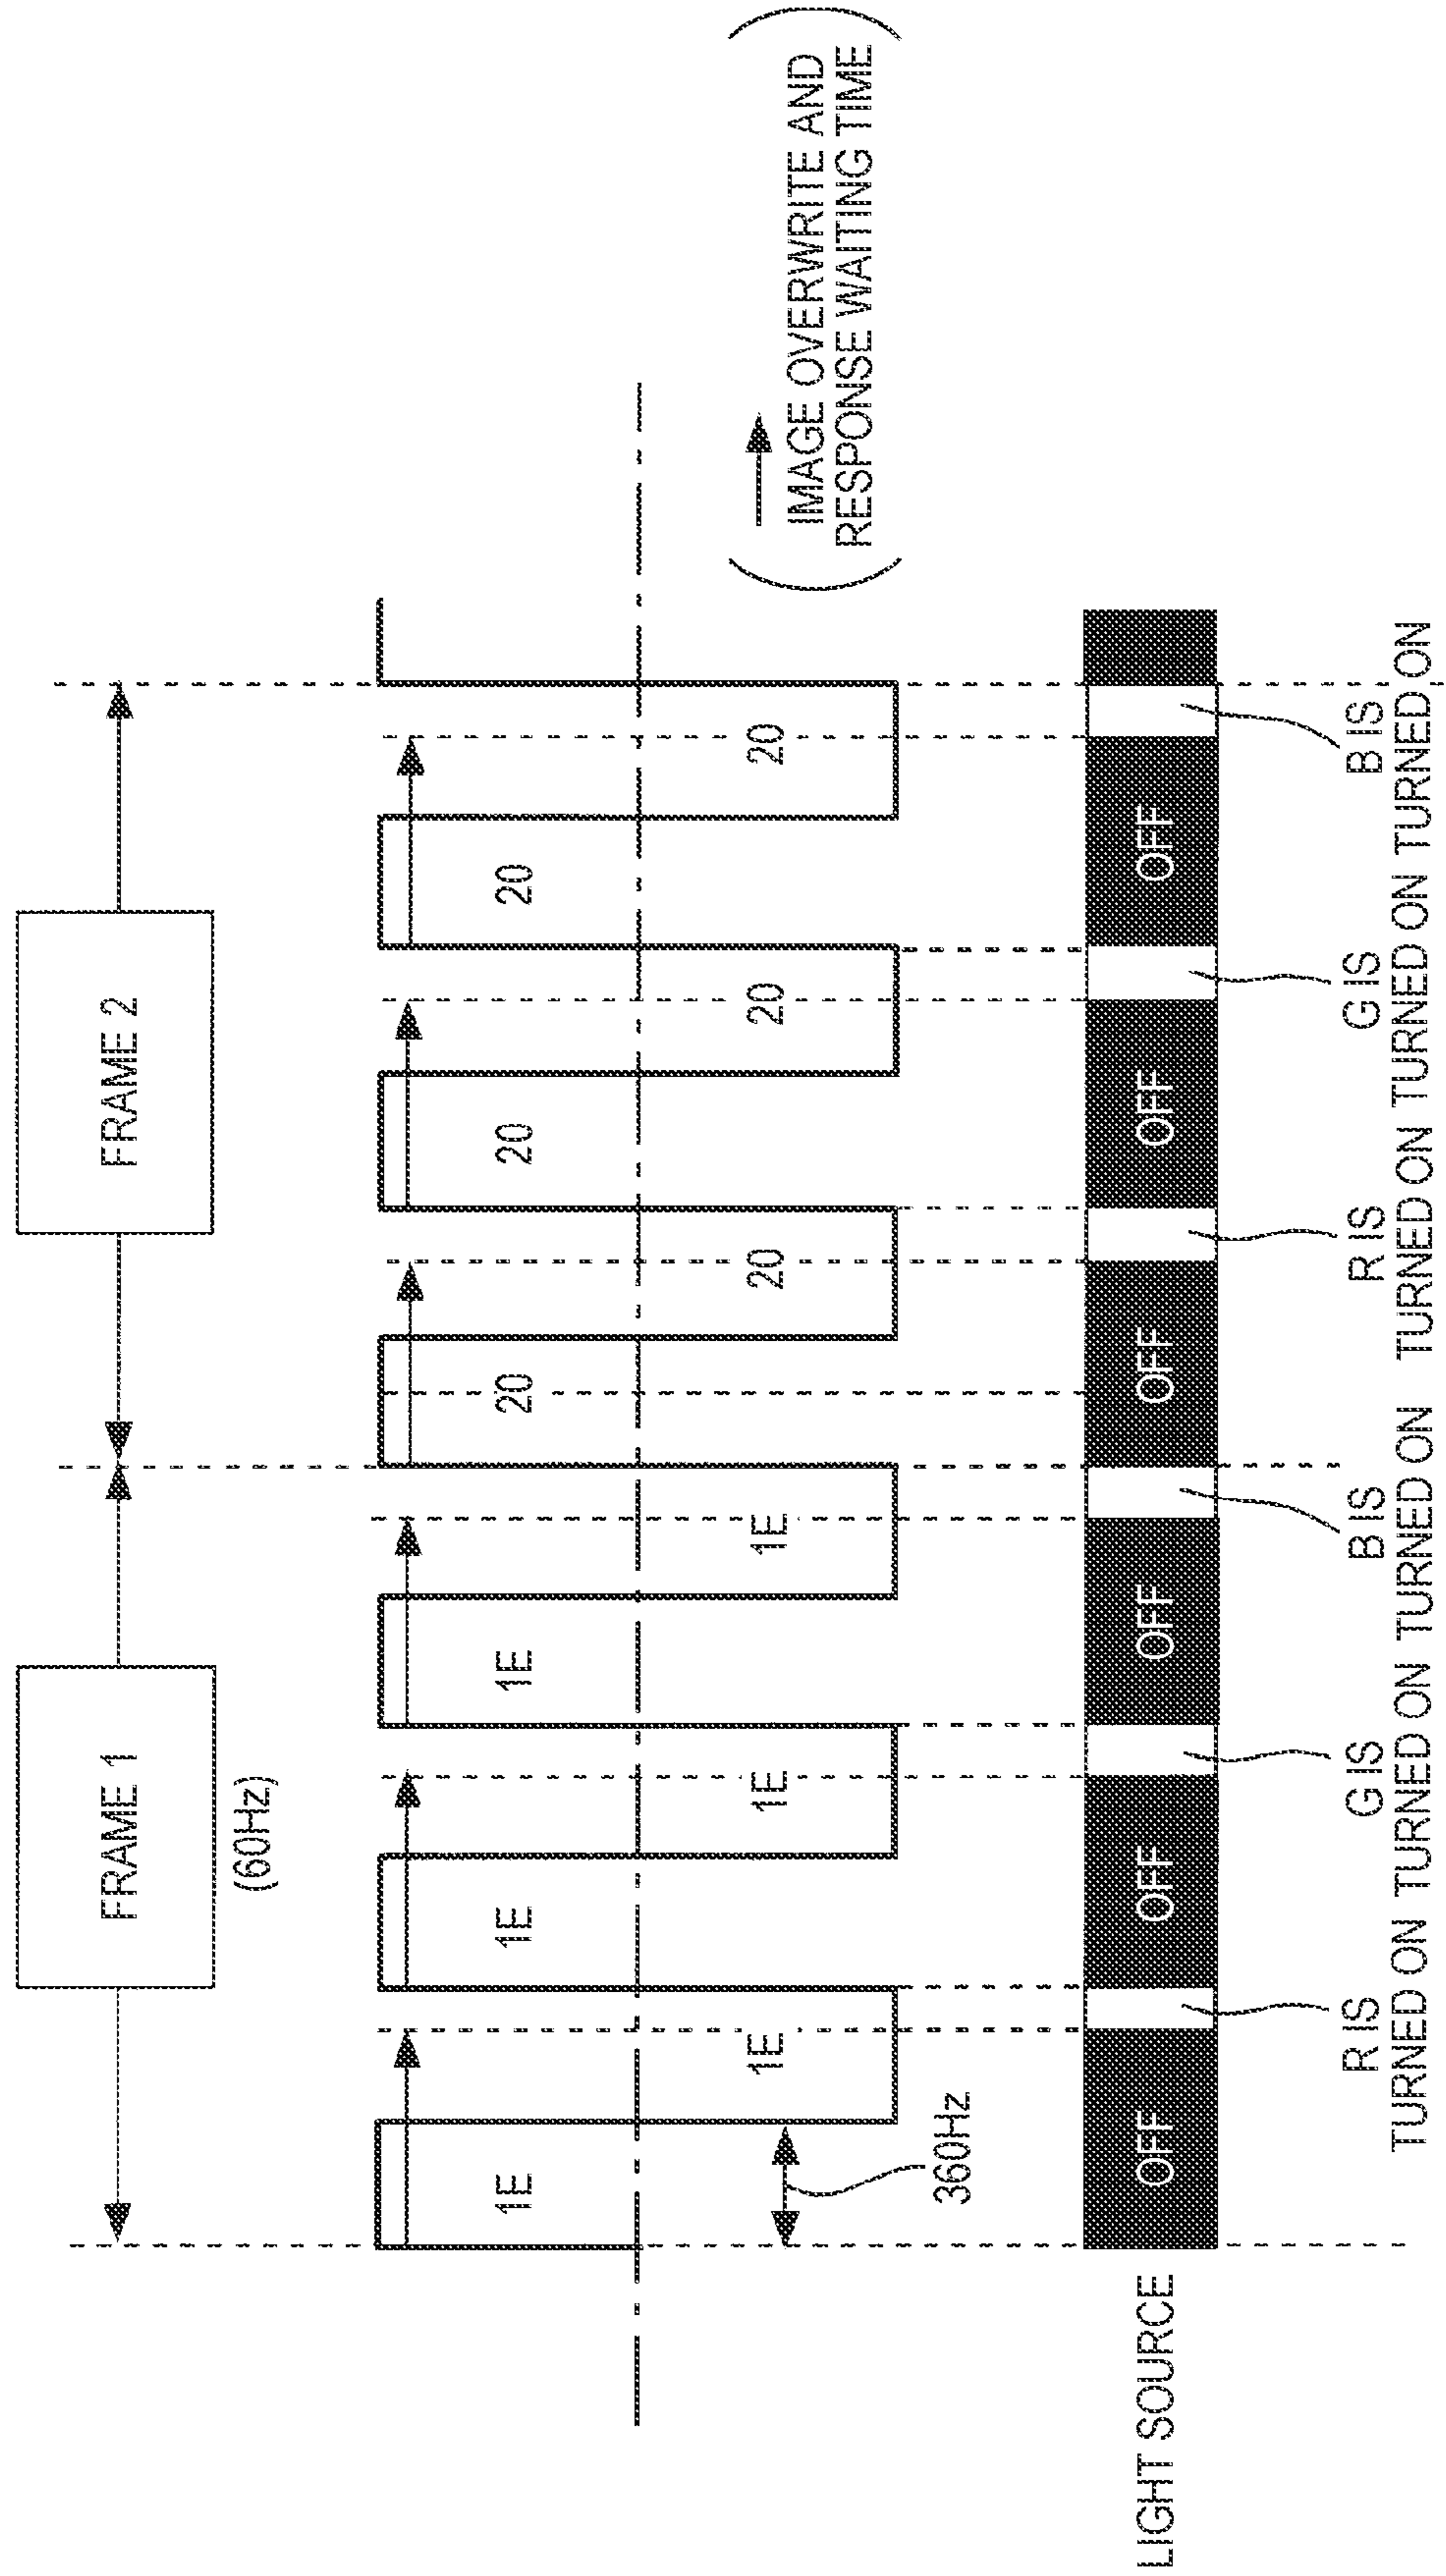 FRAME 1
FRAME 2
(60Hz)
1E
1E
1E
20
20
20
1E
1E
1E
20
20
20
360Hz
IMAGE OVERWRITE AND
RESPONSE WAITING TIME
LIGHT SOURCE
OFF
OFF
OFF
OFF
OFF
OFF
R IS
TURNED ON
G IS
TURNED ON
B IS
TURNED ON
R IS
TURNED ON
G IS
TURNED ON
B IS
TURNED ON